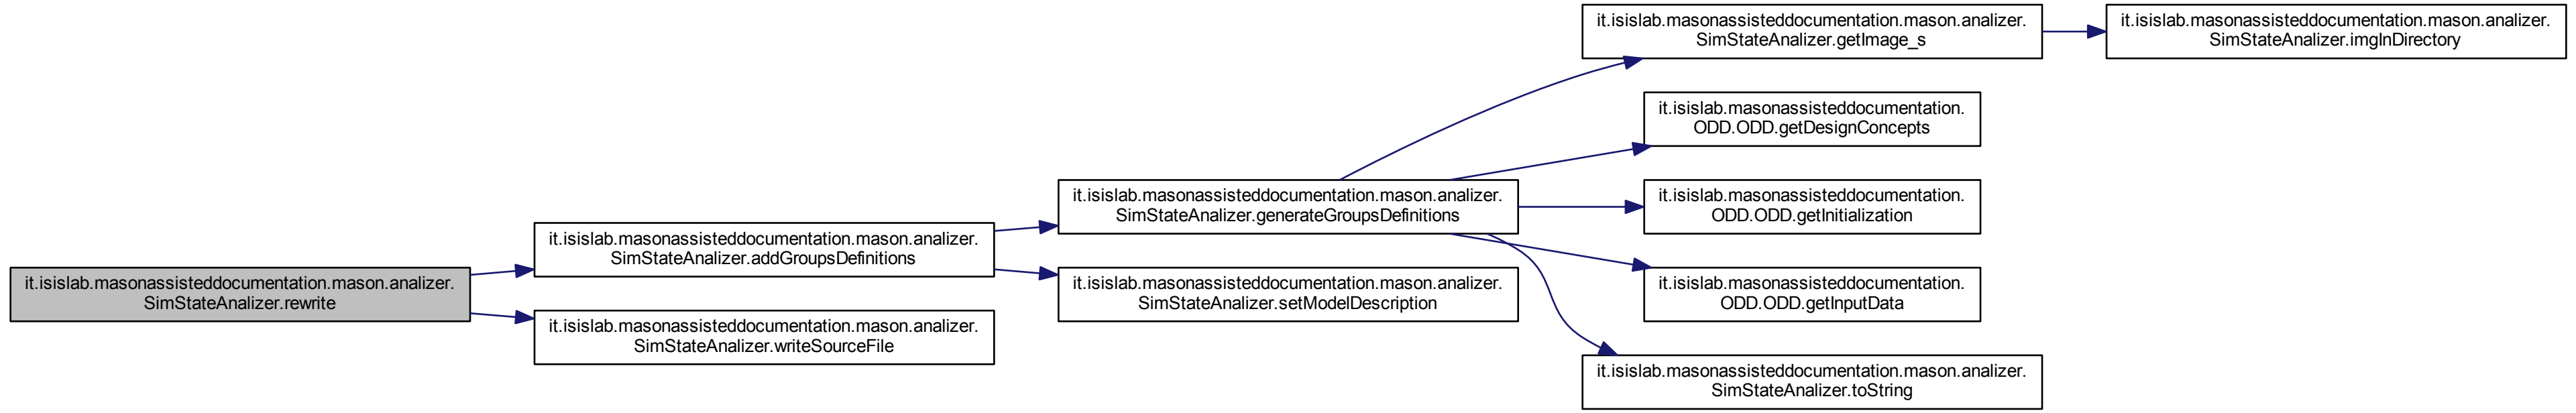 it.isislab.masonassisteddocumentation.mason.analizer.
SimStateAnalizer.rewrite
it.isislab.masonassisteddocumentation.mason.analizer.
SimStateAnalizer.addGroupsDefinitions
it.isislab.masonassisteddocumentation.mason.analizer.
SimStateAnalizer.writeSourceFile
it.isislab.masonassisteddocumentation.mason.analizer.
SimStateAnalizer.generateGroupsDefinitions
it.isislab.masonassisteddocumentation.mason.analizer.
SimStateAnalizer.setModelDescription
it.isislab.masonassisteddocumentation.mason.analizer.
SimStateAnalizer.getImage_s
it.isislab.masonassisteddocumentation.
ODD.ODD.getDesignConcepts
it.isislab.masonassisteddocumentation.
ODD.ODD.getInitialization
it.isislab.masonassisteddocumentation.
ODD.ODD.getInputData
it.isislab.masonassisteddocumentation.mason.analizer.
SimStateAnalizer.toString
it.isislab.masonassisteddocumentation.mason.analizer.
SimStateAnalizer.imgInDirectory